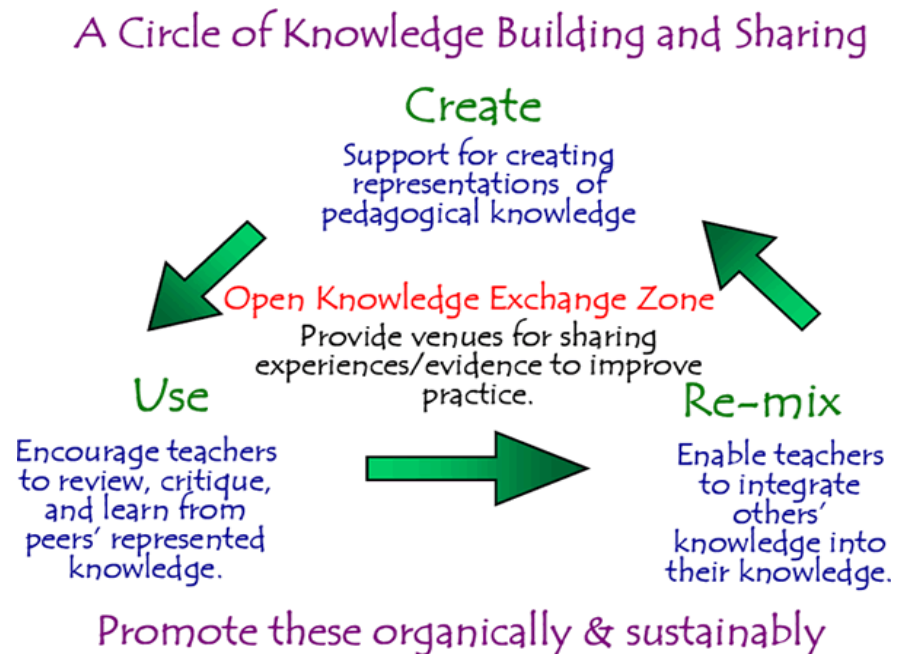 A Circle of Knowledge Building and Sharing
Create
Support for creating
representations of
pedagogical knowledge
Open Knowledge Exchange Zone
Provide venues for sharing
experiences/evidence to improve
practice.
Use
Encourage teachers
to review, critique,
and learn from
peers' represented
knowledge.
Re-mix
Enable teachers
to integrate
others'
knowledge into
their knowledge.
Promote these organically & sustainably